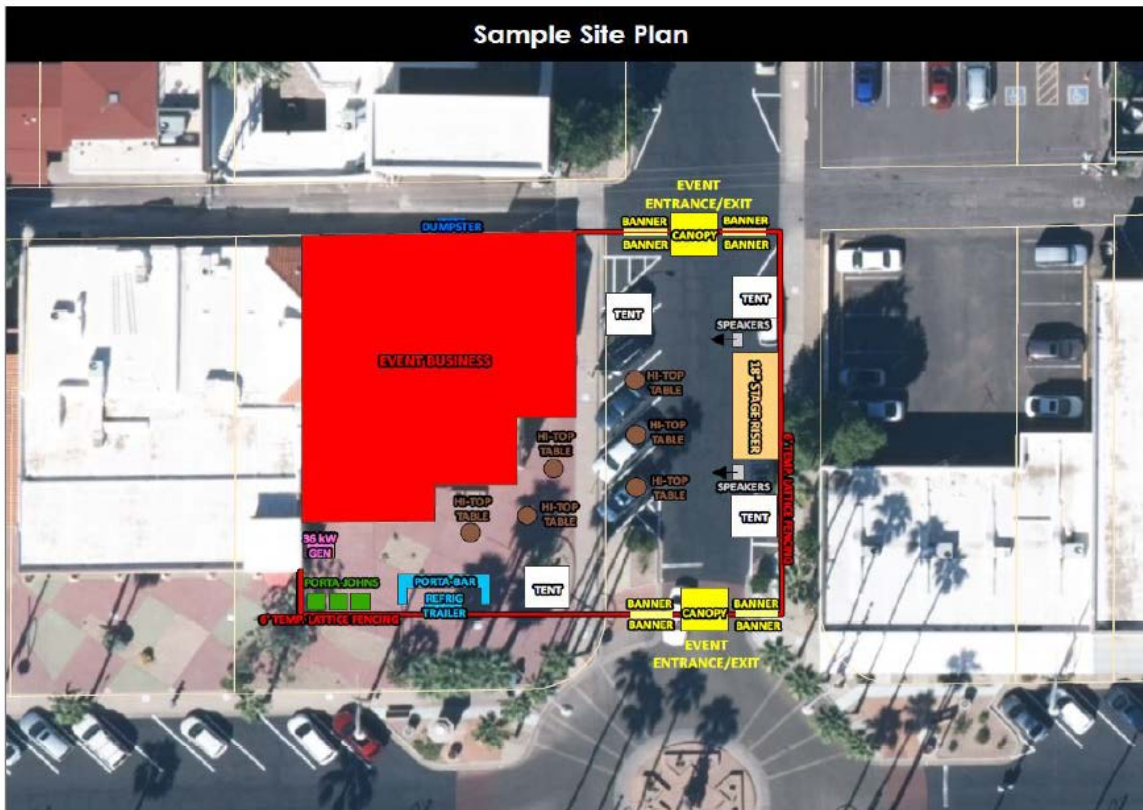 Sample Site Plan
EVENT
ENTRANCE/EXIT
DUMPSTER
BANNER
BANNER
CANOPY
BANNER
BANNER
TENT
TENT
SPEAKERS
EVENT BUSINESS
18" STAGE RISER
HI-TOP
TABLE
HI-TOP
TABLE
HI-TOP
TABLE
HI-TOP
TABLE
HI-TOP
TABLE
HI-TOP
TABLE
SPEAKERS
6' TEMP. LATTICE FENCING
TENT
36 kW
GEN
PORTA-JOHNS
PORTA-BAR
REFRIG
TRAILER
TENT
6' TEMP. LATTICE FENCING
BANNER
BANNER
CANOPY
BANNER
BANNER
EVENT
ENTRANCE/EXIT